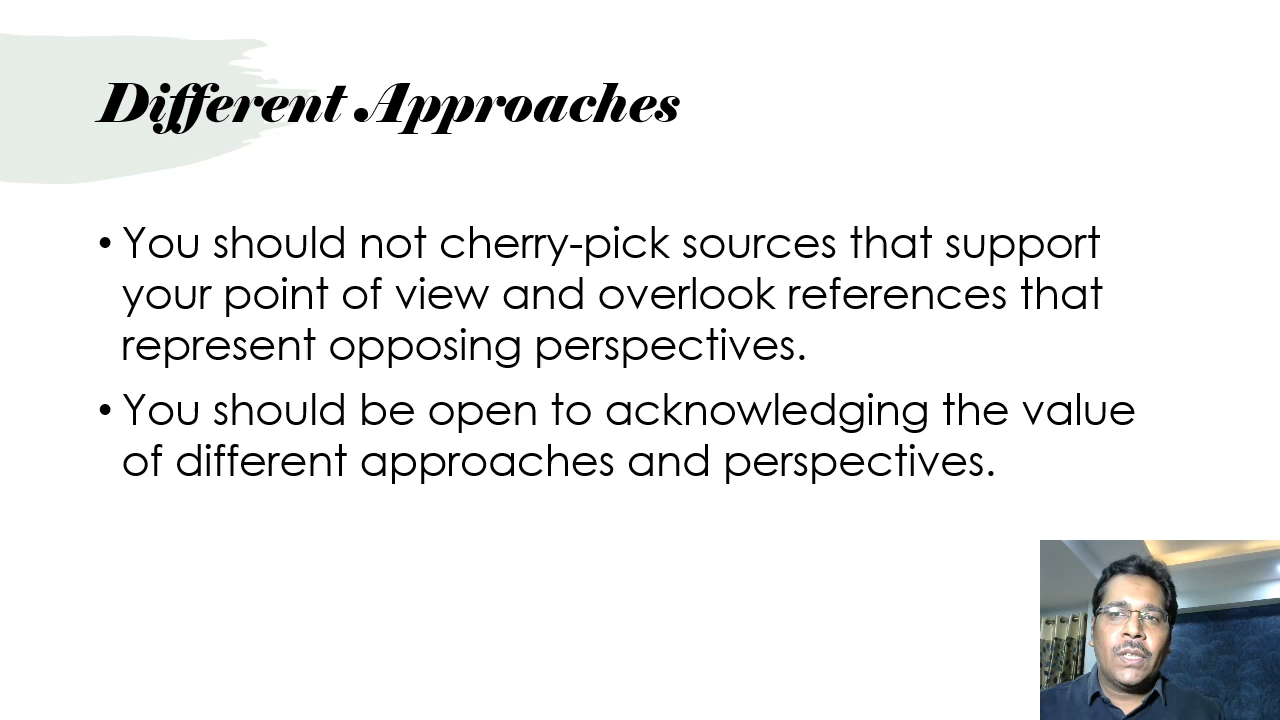 Different Approaches
• You should not cherry-pick sources that support
your point of view and overlook references that
represent opposing perspectives.
• You should be open to acknowledging the value
of different approaches and perspectives.